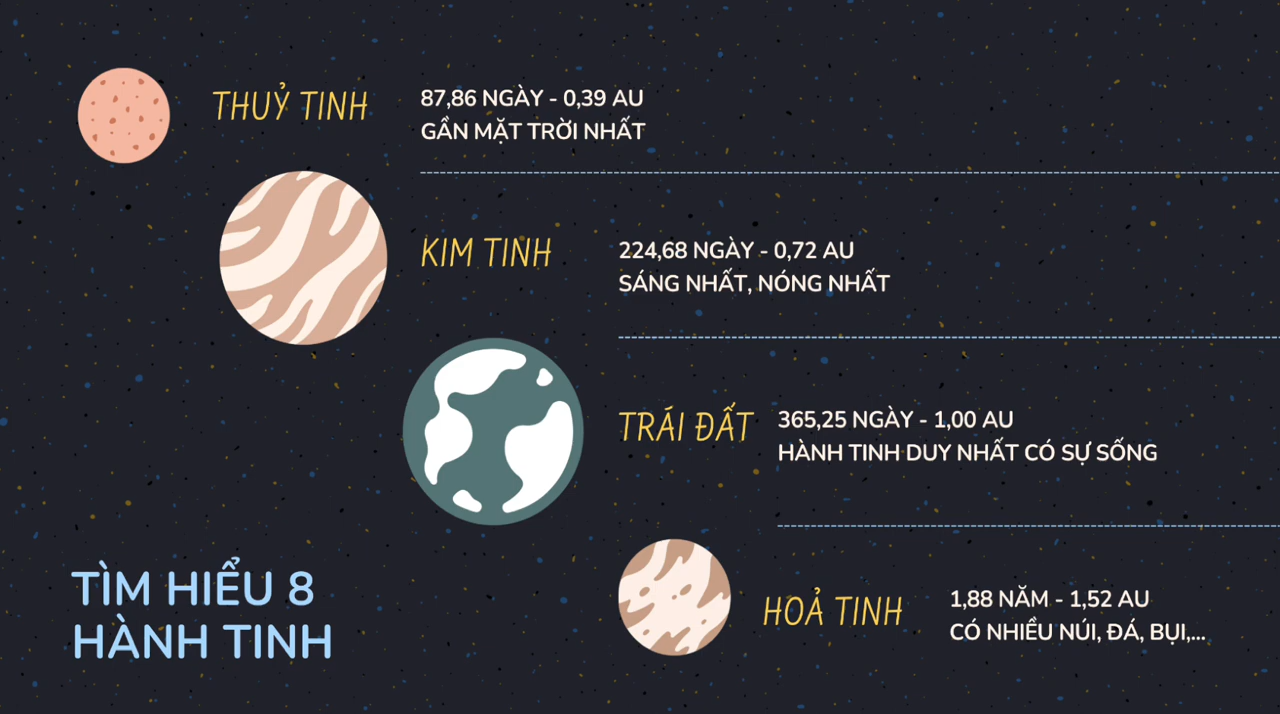 THUỶ TINH
87,86 NGÀY - 0,39 AU
GẦN MẶT TRỜI NHẤT
KIM TINH
224,68 NGÀY - 0,72 AU
SÁNG NHẤT, NÓNG NHẤT
TRÁI ĐẤT
365,25 NGÀY - 1,00 AU
HÀNH TINH DUY NHẤT CÓ SỰ SỐNG
HOẢ TINH
1,88 NĂM - 1,52 AU
CÓ NHIỀU NÚI, ĐÁ, BỤI,...
TÌM HIỂU 8
HÀNH TINH